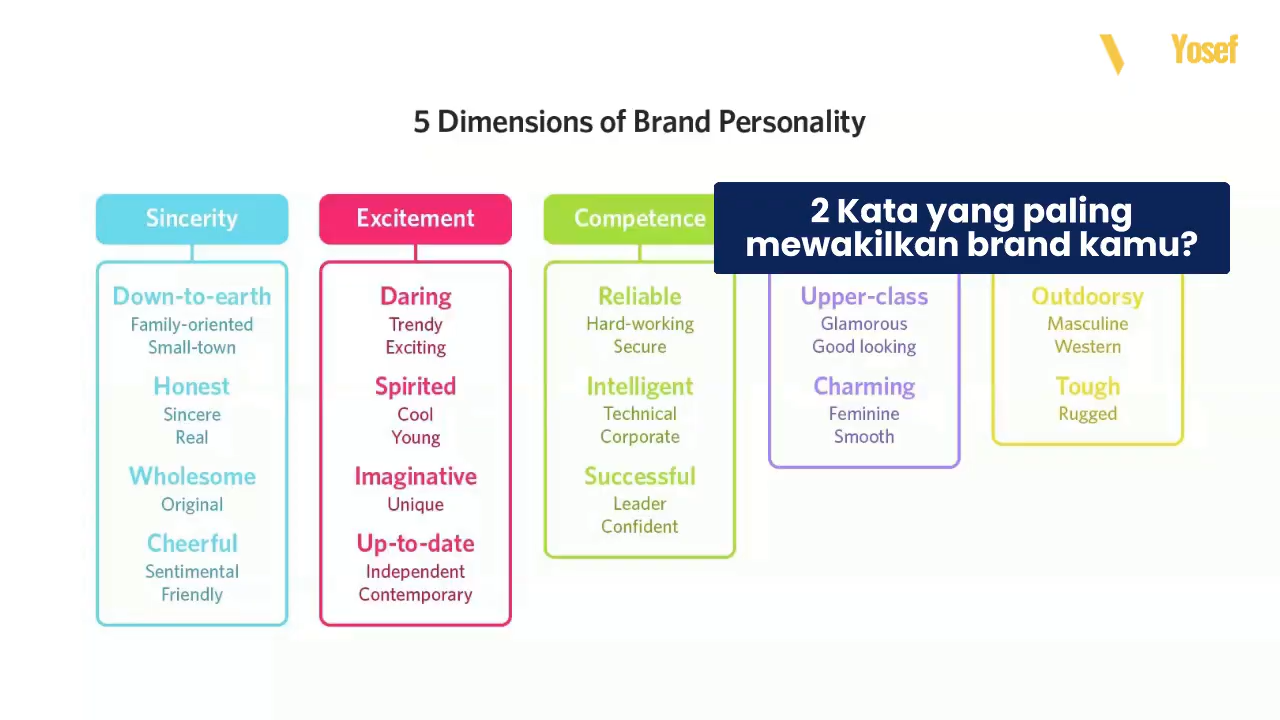 Yosef
5 Dimensions of Brand Personality
2 Kata yang paling
mewakilkan brand kamu?
Sincerity
Down-to-earth
Family-oriented
Small-town
Honest
Sincere
Real
Wholesome
Original
Cheerful
Sentimental
Friendly
Excitement
Daring
Trendy
Exciting
Spirited
Cool
Young
Imaginative
Unique
Up-to-date
Independent
Contemporary
Competence
Reliable
Hard-working
Secure
Intelligent
Technical
Corporate
Successful
Leader
Confident
Upper-class
Glamorous
Good looking
Charming
Feminine
Smooth
Outdoorsy
Masculine
Western
Tough
Rugged